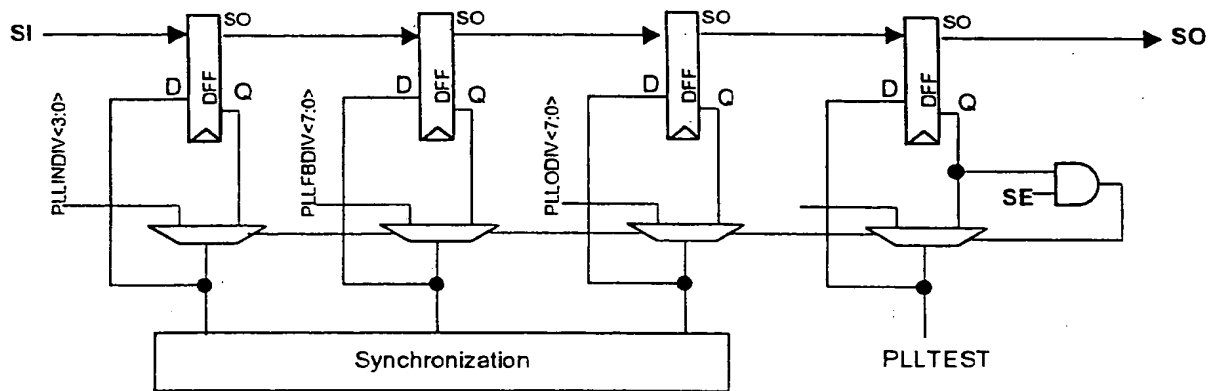 SI
SO
SO
SO
SO
SO
D
DFF
Q
D
DFF
Q
D
DFF
Q
D
DFF
Q
PLLINDIV<3:0>
PLLFBDIV<7:0>
PLLODIV<7:0>
SE
Synchronization
PLLTEST